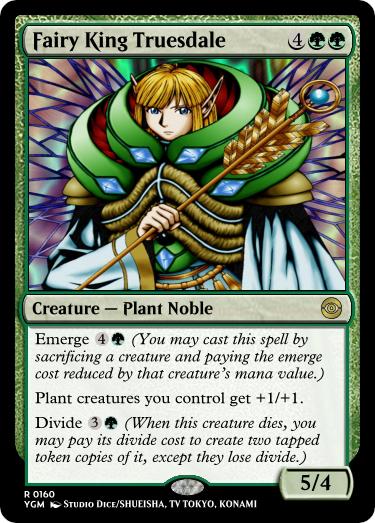 Fairy King Truesdale 4
Creature — Plant Noble
Emerge 4 (You may cast this spell by
sacrificing a creature and paying the emerge
cost reduced by that creature's mana value.)
Plant creatures you control get +1/+1.
Divide 3 (When this creature dies, you
may pay its divide cost to create two tapped
token copies of it, except they lose divide.)
5/4
R 0160
YGM Studio Dice/SHUEISHA, TV TOKYO, KONAMI